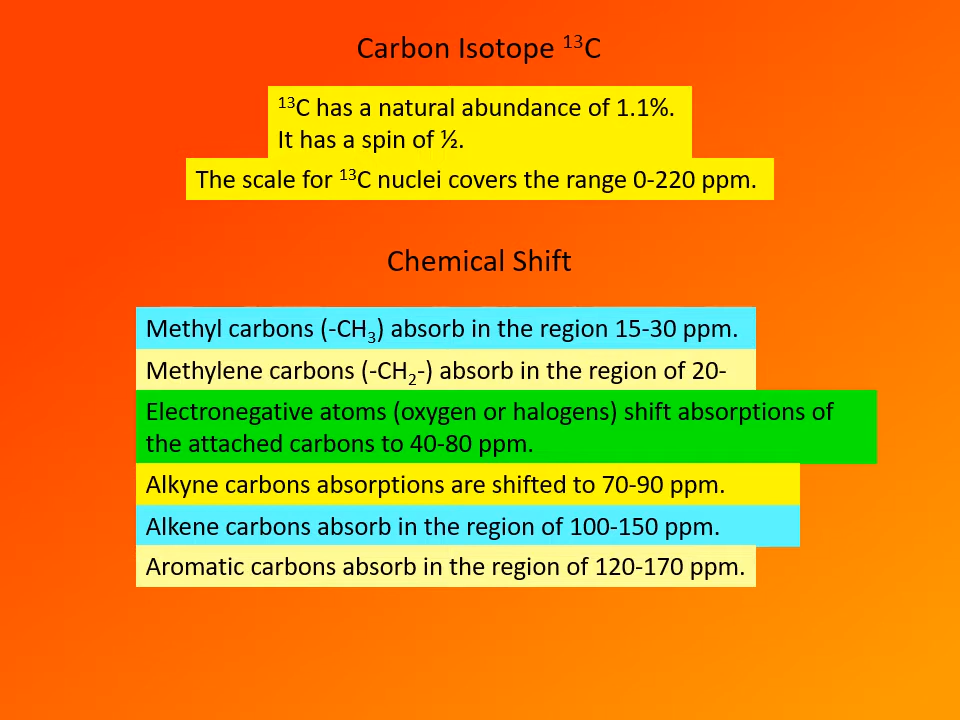 Carbon Isotope ¹³C
¹³C has a natural abundance of 1.1%.
It has a spin of ½.
The scale for ¹³C nuclei covers the range 0-220 ppm.
Chemical Shift
Methyl carbons (-CH₃) absorb in the region 15-30 ppm.
Methylene carbons (-CH₂-) absorb in the region of 20-
Electronegative atoms (oxygen or halogens) shift absorptions of
the attached carbons to 40-80 ppm.
Alkyne carbons absorptions are shifted to 70-90 ppm.
Alkene carbons absorb in the region of 100-150 ppm.
Aromatic carbons absorb in the region of 120-170 ppm.